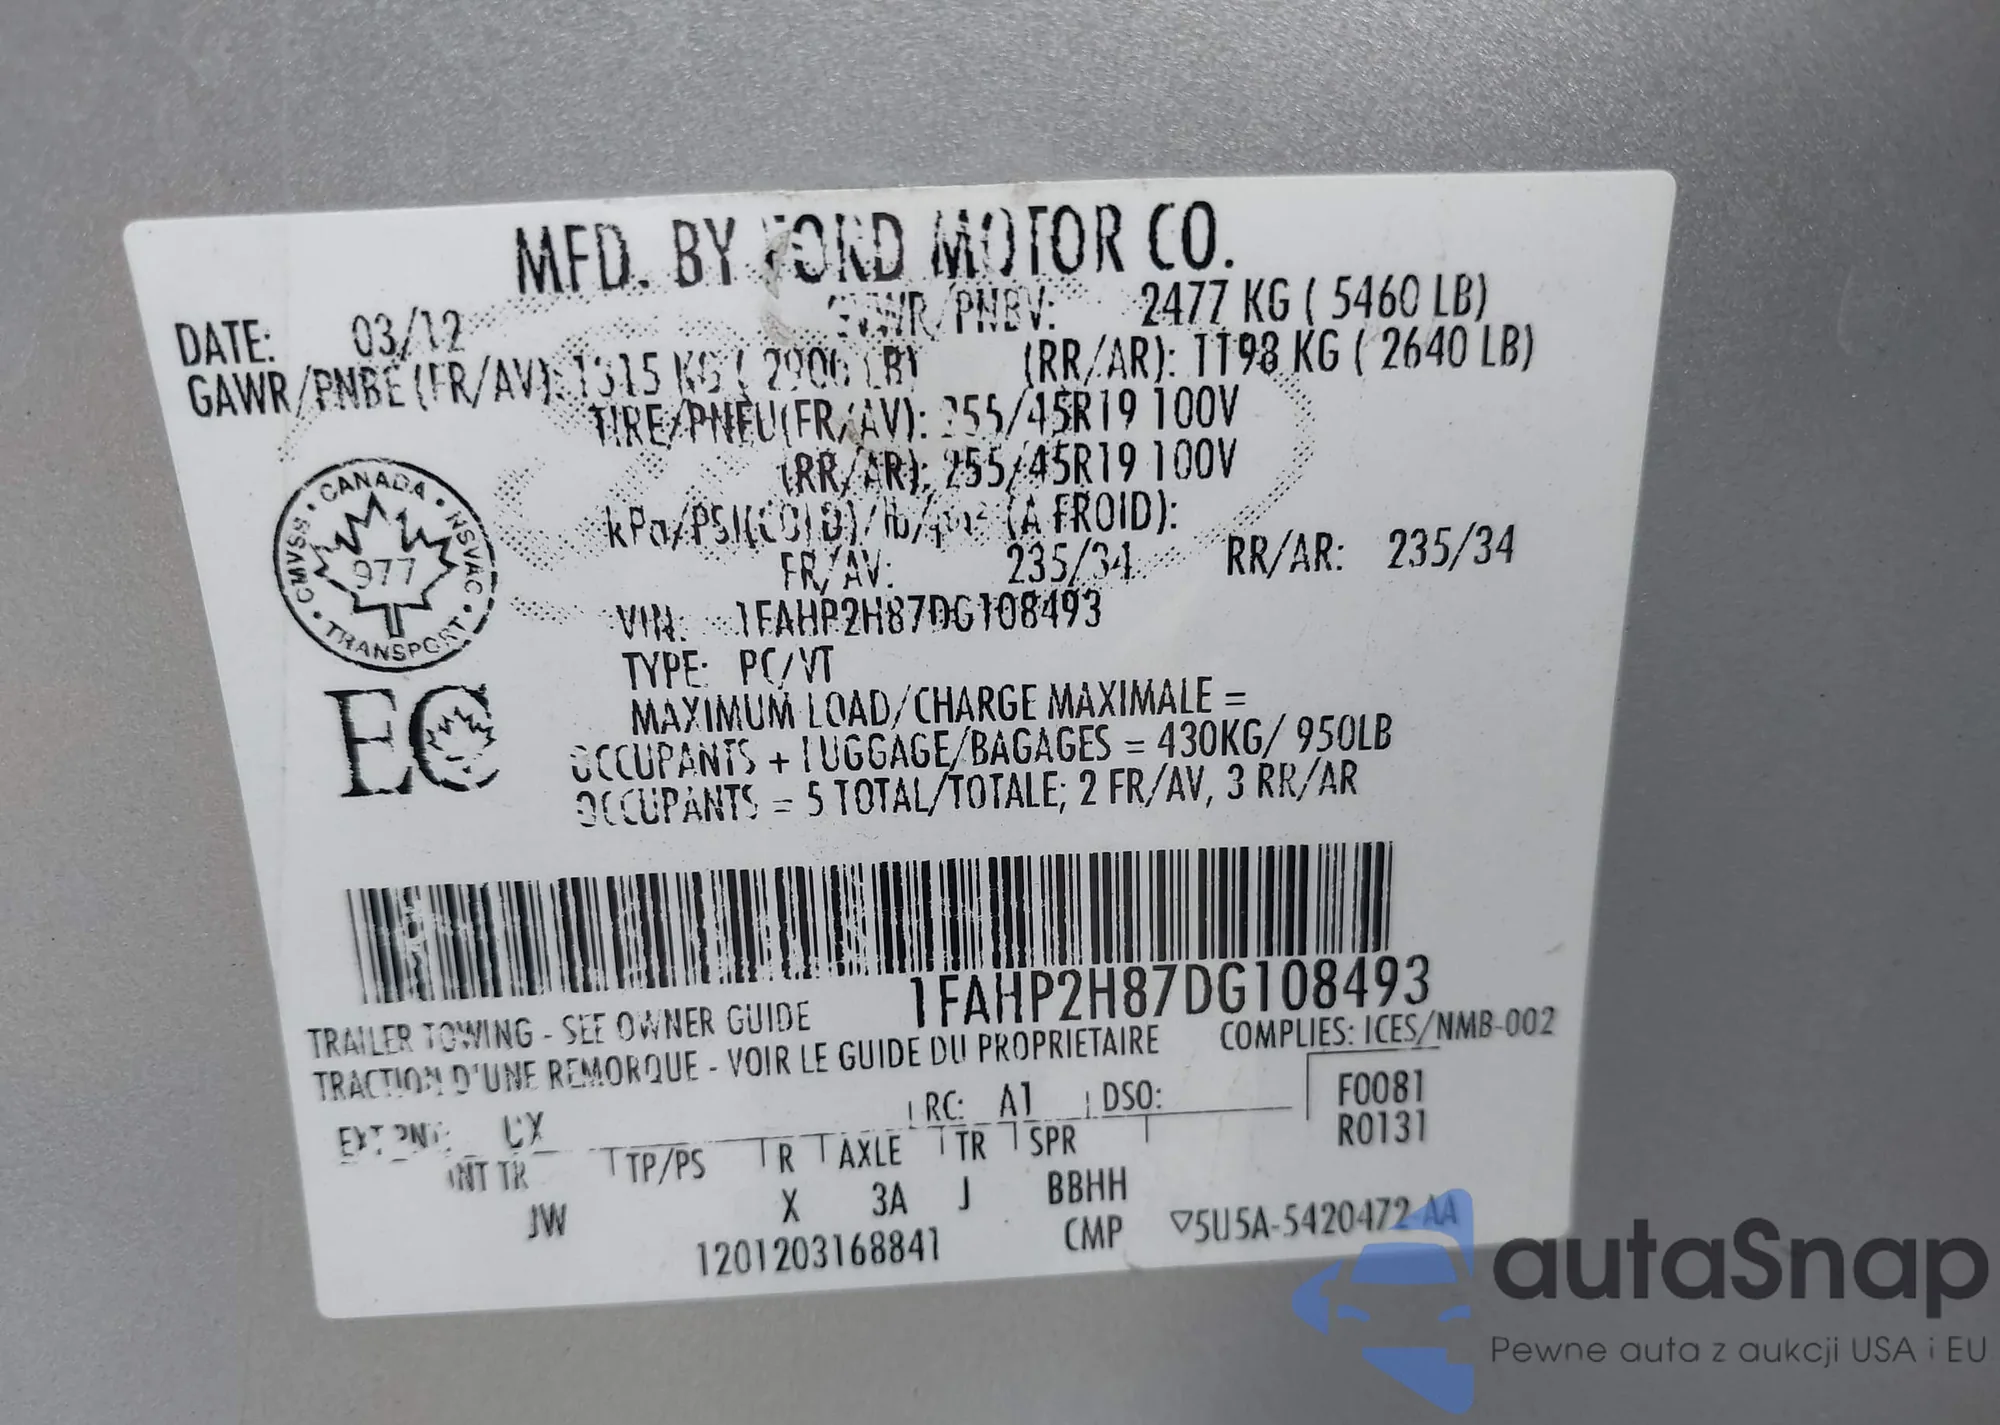 MFD. BY FORD MOTOR CO.
DATE: 03/12 GVWR/PNBV: 2477 KG ( 5460 LB)
GAWR/PNBE (FR/AV): 1315 KG ( 2900 LB) (RR/AR): 1198 KG ( 2640 LB)
TIRE/PNEU(FR/AV): 255/45R19 100V
(RR/AR): 255/45R19 100V
kPa/PSI(COLD)/lb/po² (A FROID):
FR/AV: 235/34 RR/AR: 235/34
VIN: 1FAHP2H87DG108493
TYPE: PC/VT
MAXIMUM LOAD/CHARGE MAXIMALE =
OCCUPANTS + LUGGAGE/BAGAGES = 430KG/ 950LB
OCCUPANTS = 5 TOTAL/TOTALE; 2 FR/AV, 3 RR/AR
CANADA • NSVAC • TRANSPORT • CMVSS •
977
EC
1FAHP2H87DG108493
TRAILER TOWING - SEE OWNER GUIDE
TRACTION D'UNE REMORQUE - VOIR LE GUIDE DU PROPRIETAIRE
COMPLIES: ICES/NMB-002
EXT PNT: UX RC: A1 DSO: F0081
R0131
INT TR TP/PS R AXLE TR SPR
JW X 3A J BBHH
1201203168841 CMP ▽5U5A-5420472-AA
autaSnap
Pewne auta z aukcji USA i EU